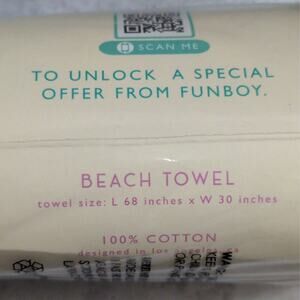 SCAN ME
TO UNLOCK A SPECIAL
OFFER FROM FUNBOY.
BEACH TOWEL
towel size: L 68 inches x W 30 inches
100% COTTON
designed in los angeles, ca